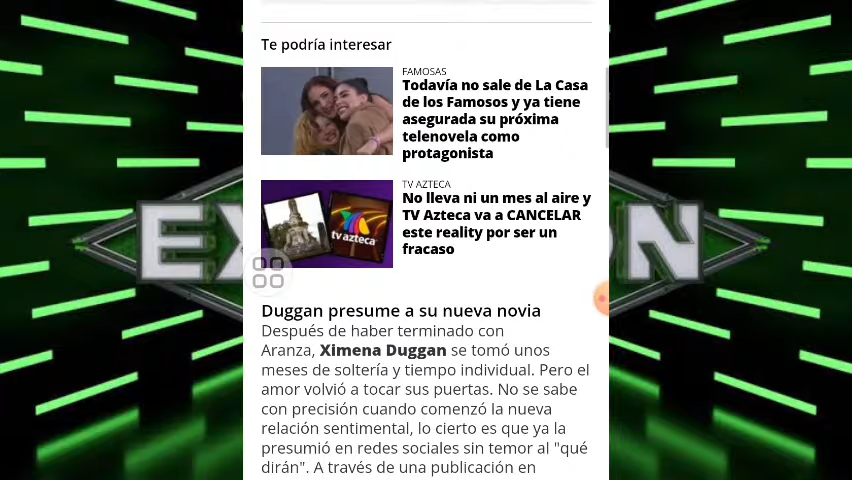 Te podría interesar
FAMOSAS
Todavía no sale de La Casa
de los Famosos y ya tiene
asegurada su próxima
telenovela como
protagonista
TV AZTECA
No lleva ni un mes al aire y
TV Azteca va a CANCELAR
este reality por ser un
fracaso
tv azteca
EX
ON
Duggan presume a su nueva novia
Después de haber terminado con
Aranza, Ximena Duggan se tomó unos
meses de soltería y tiempo individual. Pero el
amor volvió a tocar sus puertas. No se sabe
con precisión cuando comenzó la nueva
relación sentimental, lo cierto es que ya la
presumió en redes sociales sin temor al "qué
dirán". A través de una publicación en